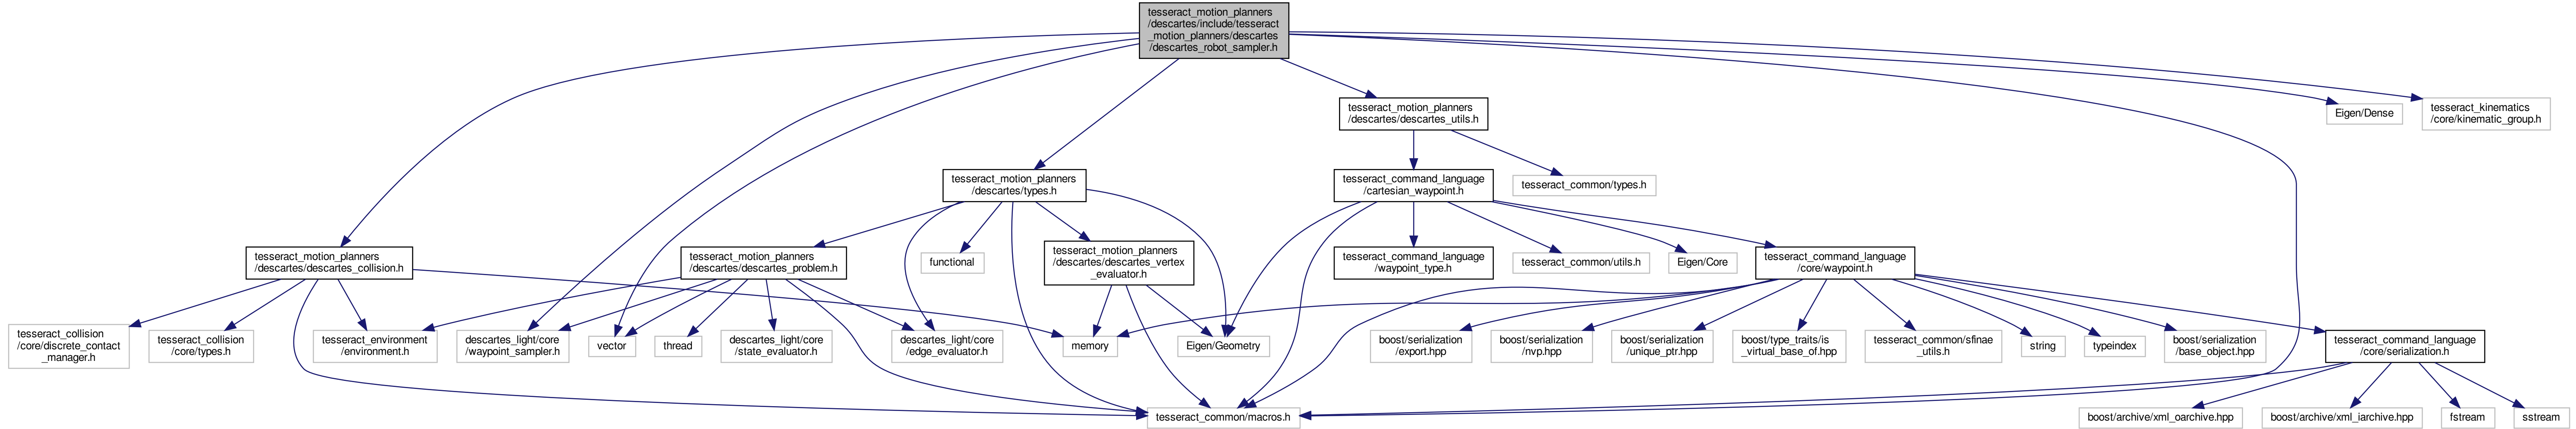 tesseract_motion_planners
/descartes/include/tesseract
_motion_planners/descartes
/descartes_robot_sampler.h
tesseract_motion_planners
/descartes/descartes_utils.h
Eigen/Dense
tesseract_kinematics
/core/kinematic_group.h
tesseract_motion_planners
/descartes/types.h
tesseract_command_language
/cartesian_waypoint.h
tesseract_common/types.h
tesseract_motion_planners
/descartes/descartes_collision.h
tesseract_motion_planners
/descartes/descartes_problem.h
functional
tesseract_motion_planners
/descartes/descartes_vertex
_evaluator.h
tesseract_command_language
/waypoint_type.h
tesseract_common/utils.h
Eigen/Core
tesseract_command_language
/core/waypoint.h
tesseract_collision
/core/discrete_contact
_manager.h
tesseract_collision
/core/types.h
tesseract_environment
/environment.h
descartes_light/core
/waypoint_sampler.h
vector
thread
descartes_light/core
/state_evaluator.h
descartes_light/core
/edge_evaluator.h
memory
Eigen/Geometry
boost/serialization
/export.hpp
boost/serialization
/nvp.hpp
boost/serialization
/unique_ptr.hpp
boost/type_traits/is
_virtual_base_of.hpp
tesseract_common/sfinae
_utils.h
string
typeindex
boost/serialization
/base_object.hpp
tesseract_command_language
/core/serialization.h
tesseract_common/macros.h
boost/archive/xml_oarchive.hpp
boost/archive/xml_iarchive.hpp
fstream
sstream